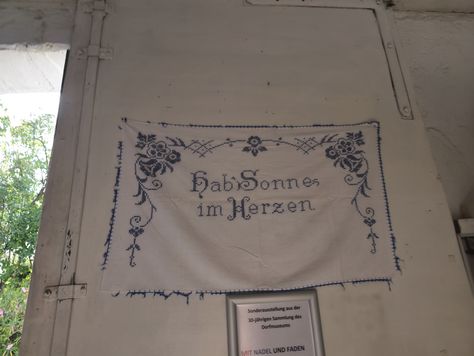 Hab' Sonne
im Herzen
Sonderausstellung aus der
30-jährigen Sammlung des
Dorfmuseums
MIT NADEL UND FADEN